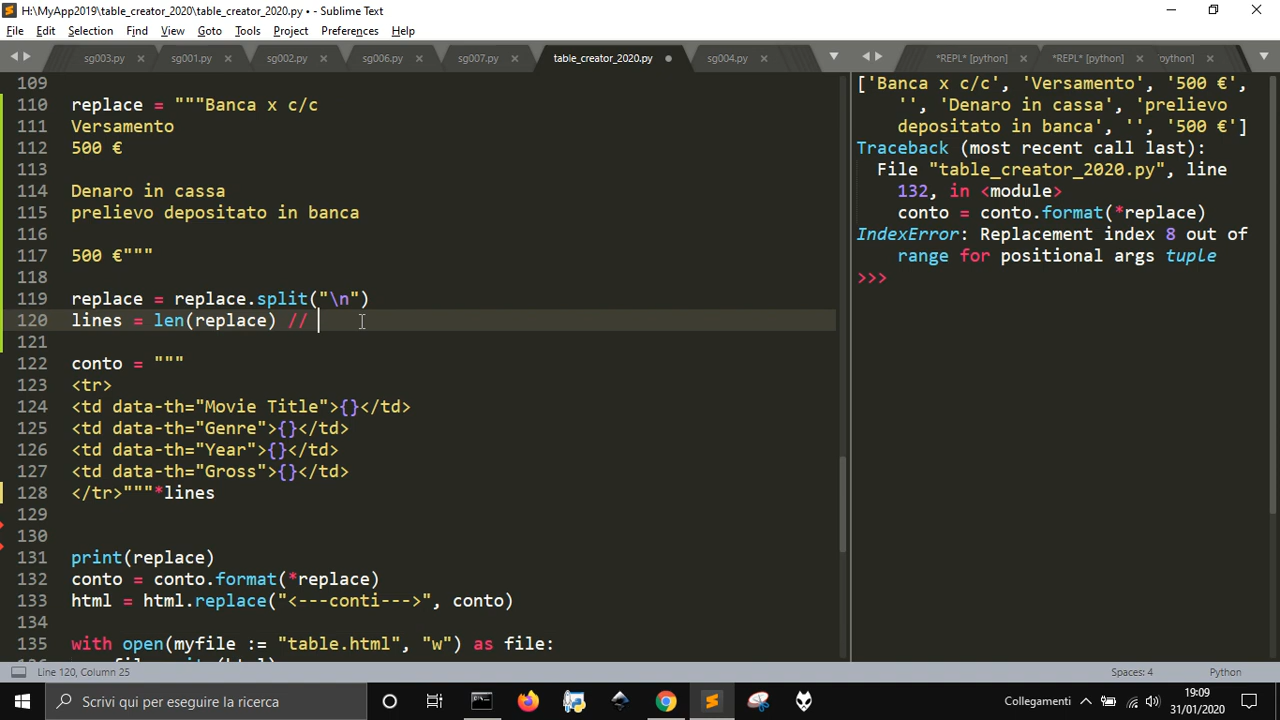 H:\MyApp2019\table_creator_2020\table_creator_2020.py • - Sublime Text
File Edit Selection Find View Goto Tools Project Preferences Help
sg003.py sg001.py sg002.py sg006.py sg007.py table_creator_2020.py sg004.py
*REPL* [python] *REPL* [python] ython]
109
110 replace = """Banca x c/c
111 Versamento
112 500 €
113
114 Denaro in cassa
115 prelievo depositato in banca
116
117 500 €"""
118
119 replace = replace.split("\n")
120 lines = len(replace) //
121
122 conto = """
123 <tr>
124 <td data-th="Movie Title">{}</td>
125 <td data-th="Genre">{}</td>
126 <td data-th="Year">{}</td>
127 <td data-th="Gross">{}</td>
128 </tr>"""*lines
129
130
131 print(replace)
132 conto = conto.format(*replace)
133 html = html.replace("<---conti--->", conto)
134
135 with open(myfile := "table.html", "w") as file:
['Banca x c/c', 'Versamento', '500 €',
'', 'Denaro in cassa', 'prelievo
depositato in banca', '', '500 €']
Traceback (most recent call last):
File "table_creator_2020.py", line
132, in <module>
conto = conto.format(*replace)
IndexError: Replacement index 8 out of
range for positional args tuple
>>>
Line 120, Column 25
Spaces: 4
Python
Scrivi qui per eseguire la ricerca
Collegamenti
19:09
31/01/2020